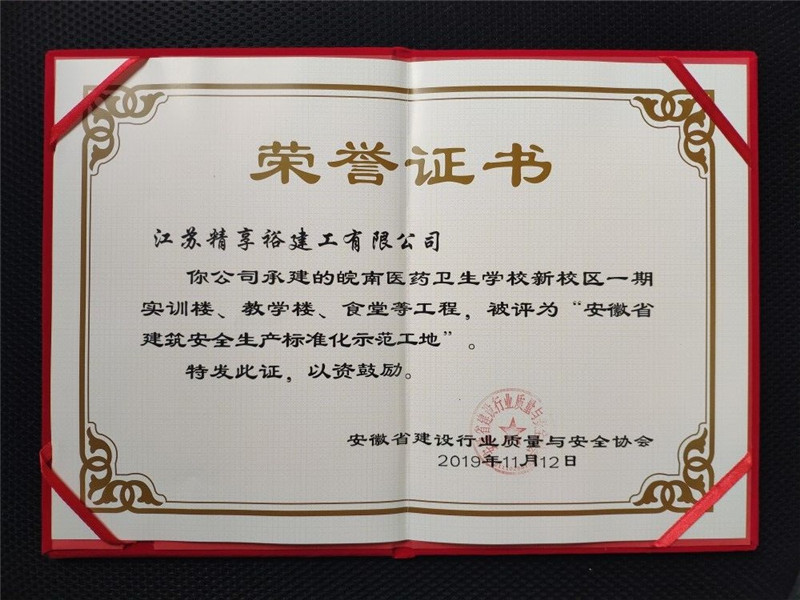 荣誉证书
江苏精享裕建工有限公司
你公司承建的皖南医药卫生学校新校区一期
实训楼、教学楼、食堂等工程，被评为“安徽省
建筑安全生产标准化示范工地”。
特发此证，以资鼓励。
安徽省建设行业质量与安全协会
2019年11月12日